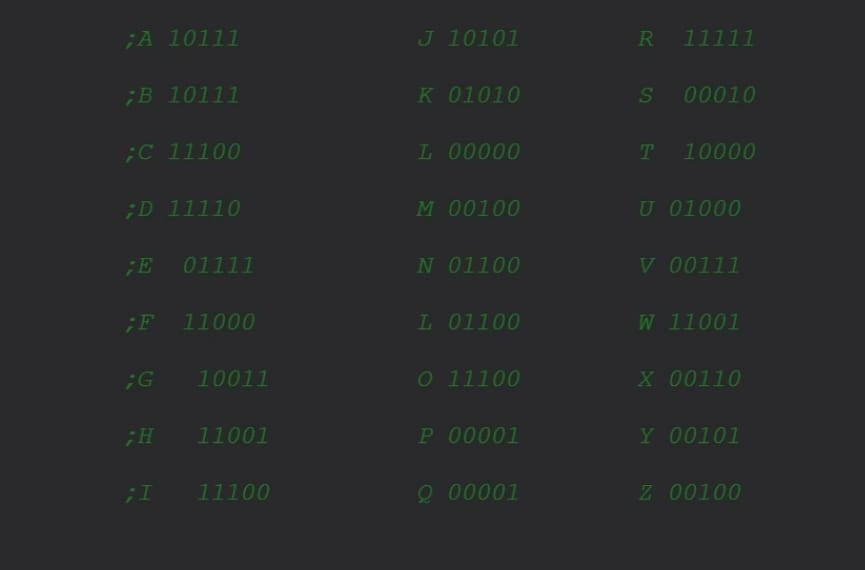 ;A 10111 J 10101 R 11111
;B 10111 K 01010 S 00010
;C 11100 L 00000 T 10000
;D 11110 M 00100 U 01000
;E 01111 N 01100 V 00111
;F 11000 L 01100 W 11001
;G 10011 O 11100 X 00110
;H 11001 P 00001 Y 00101
;I 11100 Q 00001 Z 00100